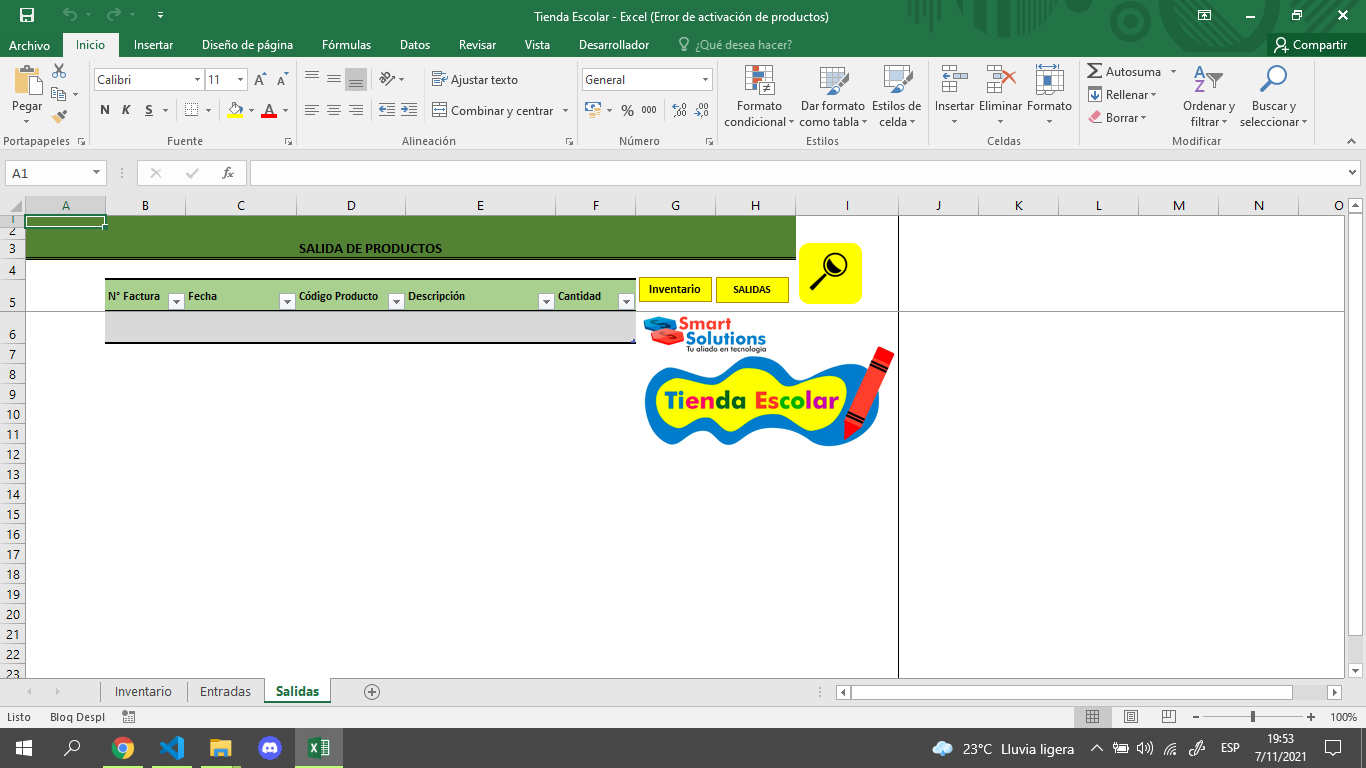 Tienda Escolar - Excel (Error de activación de productos)
Archivo Inicio Insertar Diseño de página Fórmulas Datos Revisar Vista Desarrollador ¿Qué desea hacer? Compartir
Calibri 11 Ajustar texto General Autosuma
Pegar Formato condicional Dar formato como tabla Estilos de celda Insertar Eliminar Formato Rellenar Ordenar y filtrar Buscar y seleccionar
N K S Combinar y centrar % 000 Borrar
Portapapeles Fuente Alineación Número Estilos Celdas Modificar
A1 fx
A B C D E F G H I J K L M N O
1
2
3 SALIDA DE PRODUCTOS
4
5 N° Factura Fecha Código Producto Descripción Cantidad Inventario SALIDAS
6 Smart
Solutions
Tu aliado en tecnología
7
8
9 Tienda Escolar
10
11
12
13
14
15
16
17
18
19
20
21
22
23
Inventario Entradas Salidas
Listo Bloq Despl 100%
23°C Lluvia ligera ESP 19:53
7/11/2021